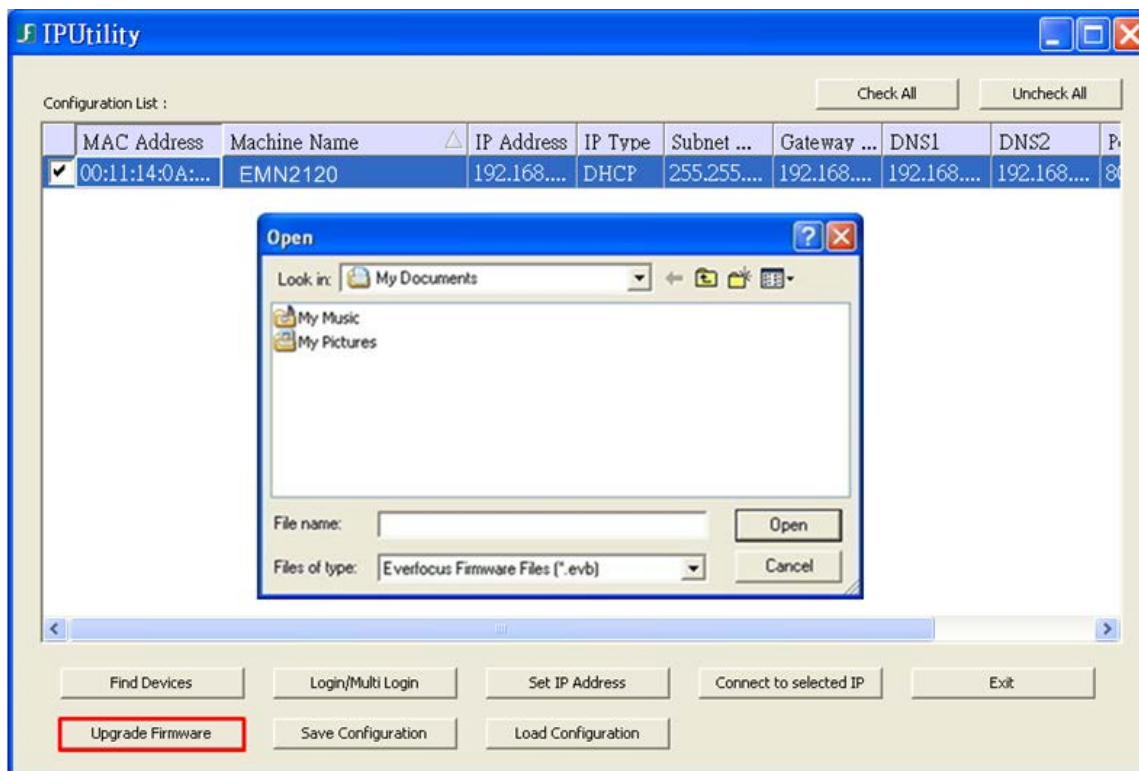 IPUtility
Check All Uncheck All
Configuration List :
MAC Address Machine Name IP Address IP Type Subnet ... Gateway ... DNS1 DNS2
00:11:14:0A:... EMN2120 192.168.... DHCP 255.255.... 192.168.... 192.168.... 192.168....
Open
Look in: My Documents
My Music
My Pictures
File name: Open
Files of type: Everfocus Firmware Files (*.evb) Cancel
Find Devices Login/Multi Login Set IP Address Connect to selected IP Exit
Upgrade Firmware Save Configuration Load Configuration